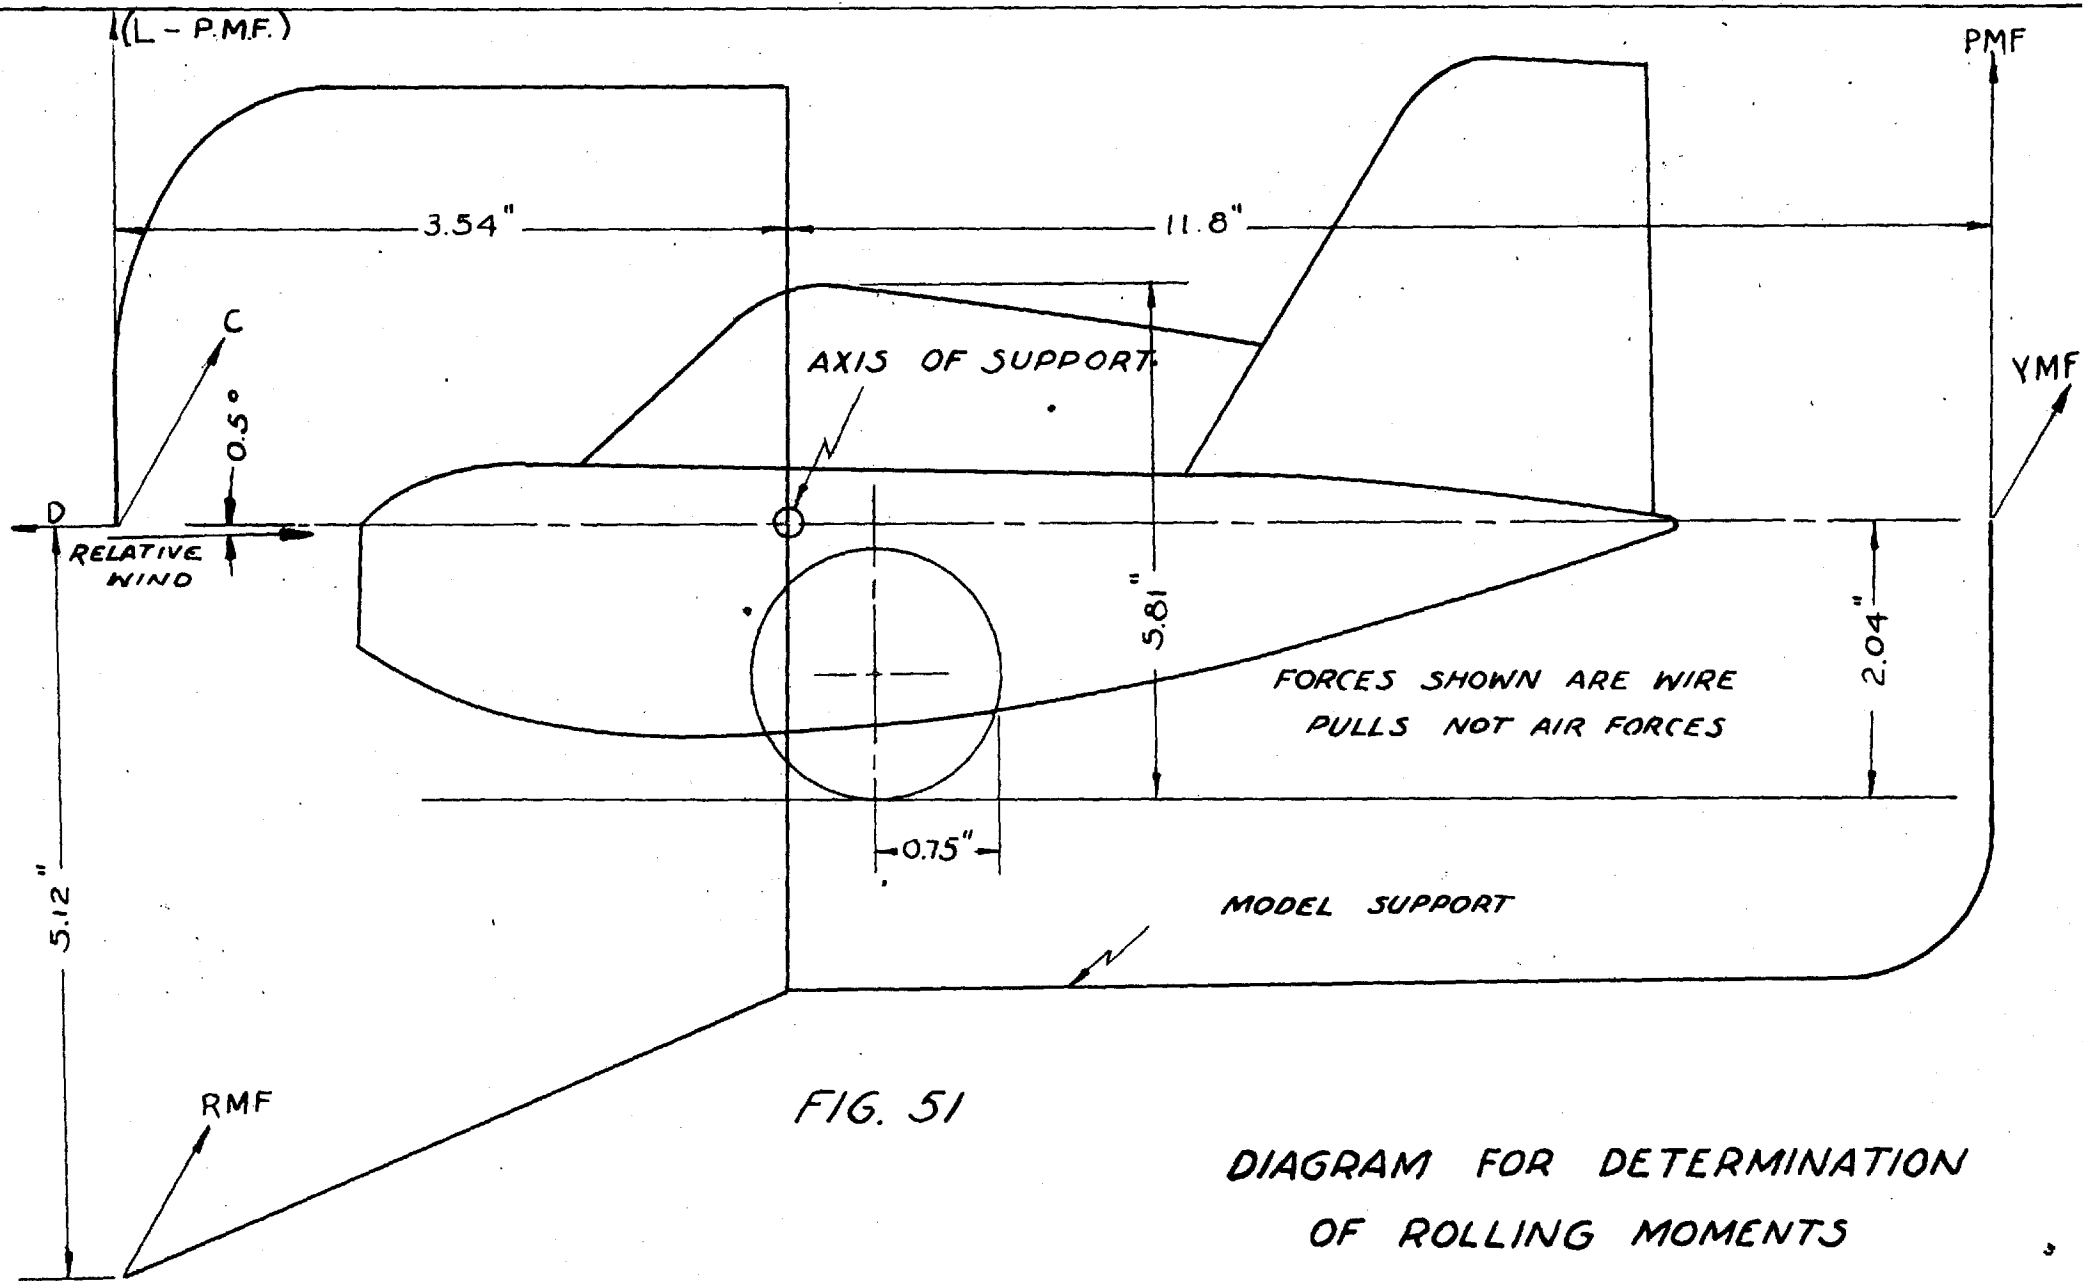 (L - P.M.F.)
PMF
3.54"
11.8"
C
AXIS OF SUPPORT
YMF
0.5°
D
RELATIVE
WIND
5.81"
2.04"
FORCES SHOWN ARE WIRE
PULLS NOT AIR FORCES
0.75"
5.12"
MODEL SUPPORT
RMF
FIG. 51
DIAGRAM FOR DETERMINATION
OF ROLLING MOMENTS